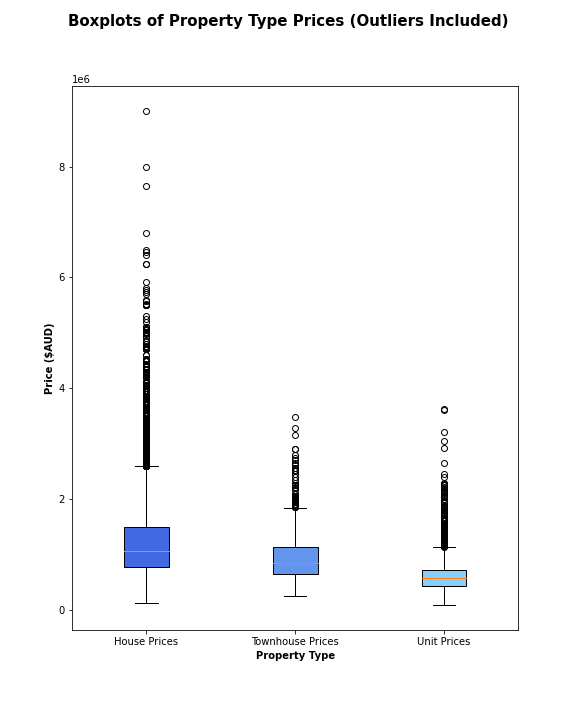 Boxplots of Property Type Prices (Outliers Included)
1e6
8
6
4
2
0
Price ($AUD)
House Prices
Townhouse Prices
Unit Prices
Property Type